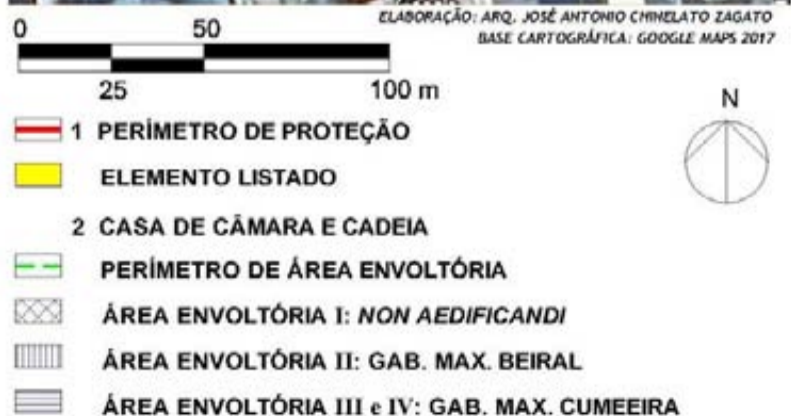 ELABORAÇÃO: ARQ. JOSÉ ANTONIO CHINELATO ZAGATO
BASE CARTOGRÁFICA: GOOGLE MAPS 2017
0 50
25 100 m
N
1 PERÍMETRO DE PROTEÇÃO
ELEMENTO LISTADO
2 CASA DE CÂMARA E CADEIA
PERÍMETRO DE ÁREA ENVOLTÓRIA
ÁREA ENVOLTÓRIA I: NON AEDIFICANDI
ÁREA ENVOLTÓRIA II: GAB. MAX. BEIRAL
ÁREA ENVOLTÓRIA III e IV: GAB. MAX. CUMEEIRA